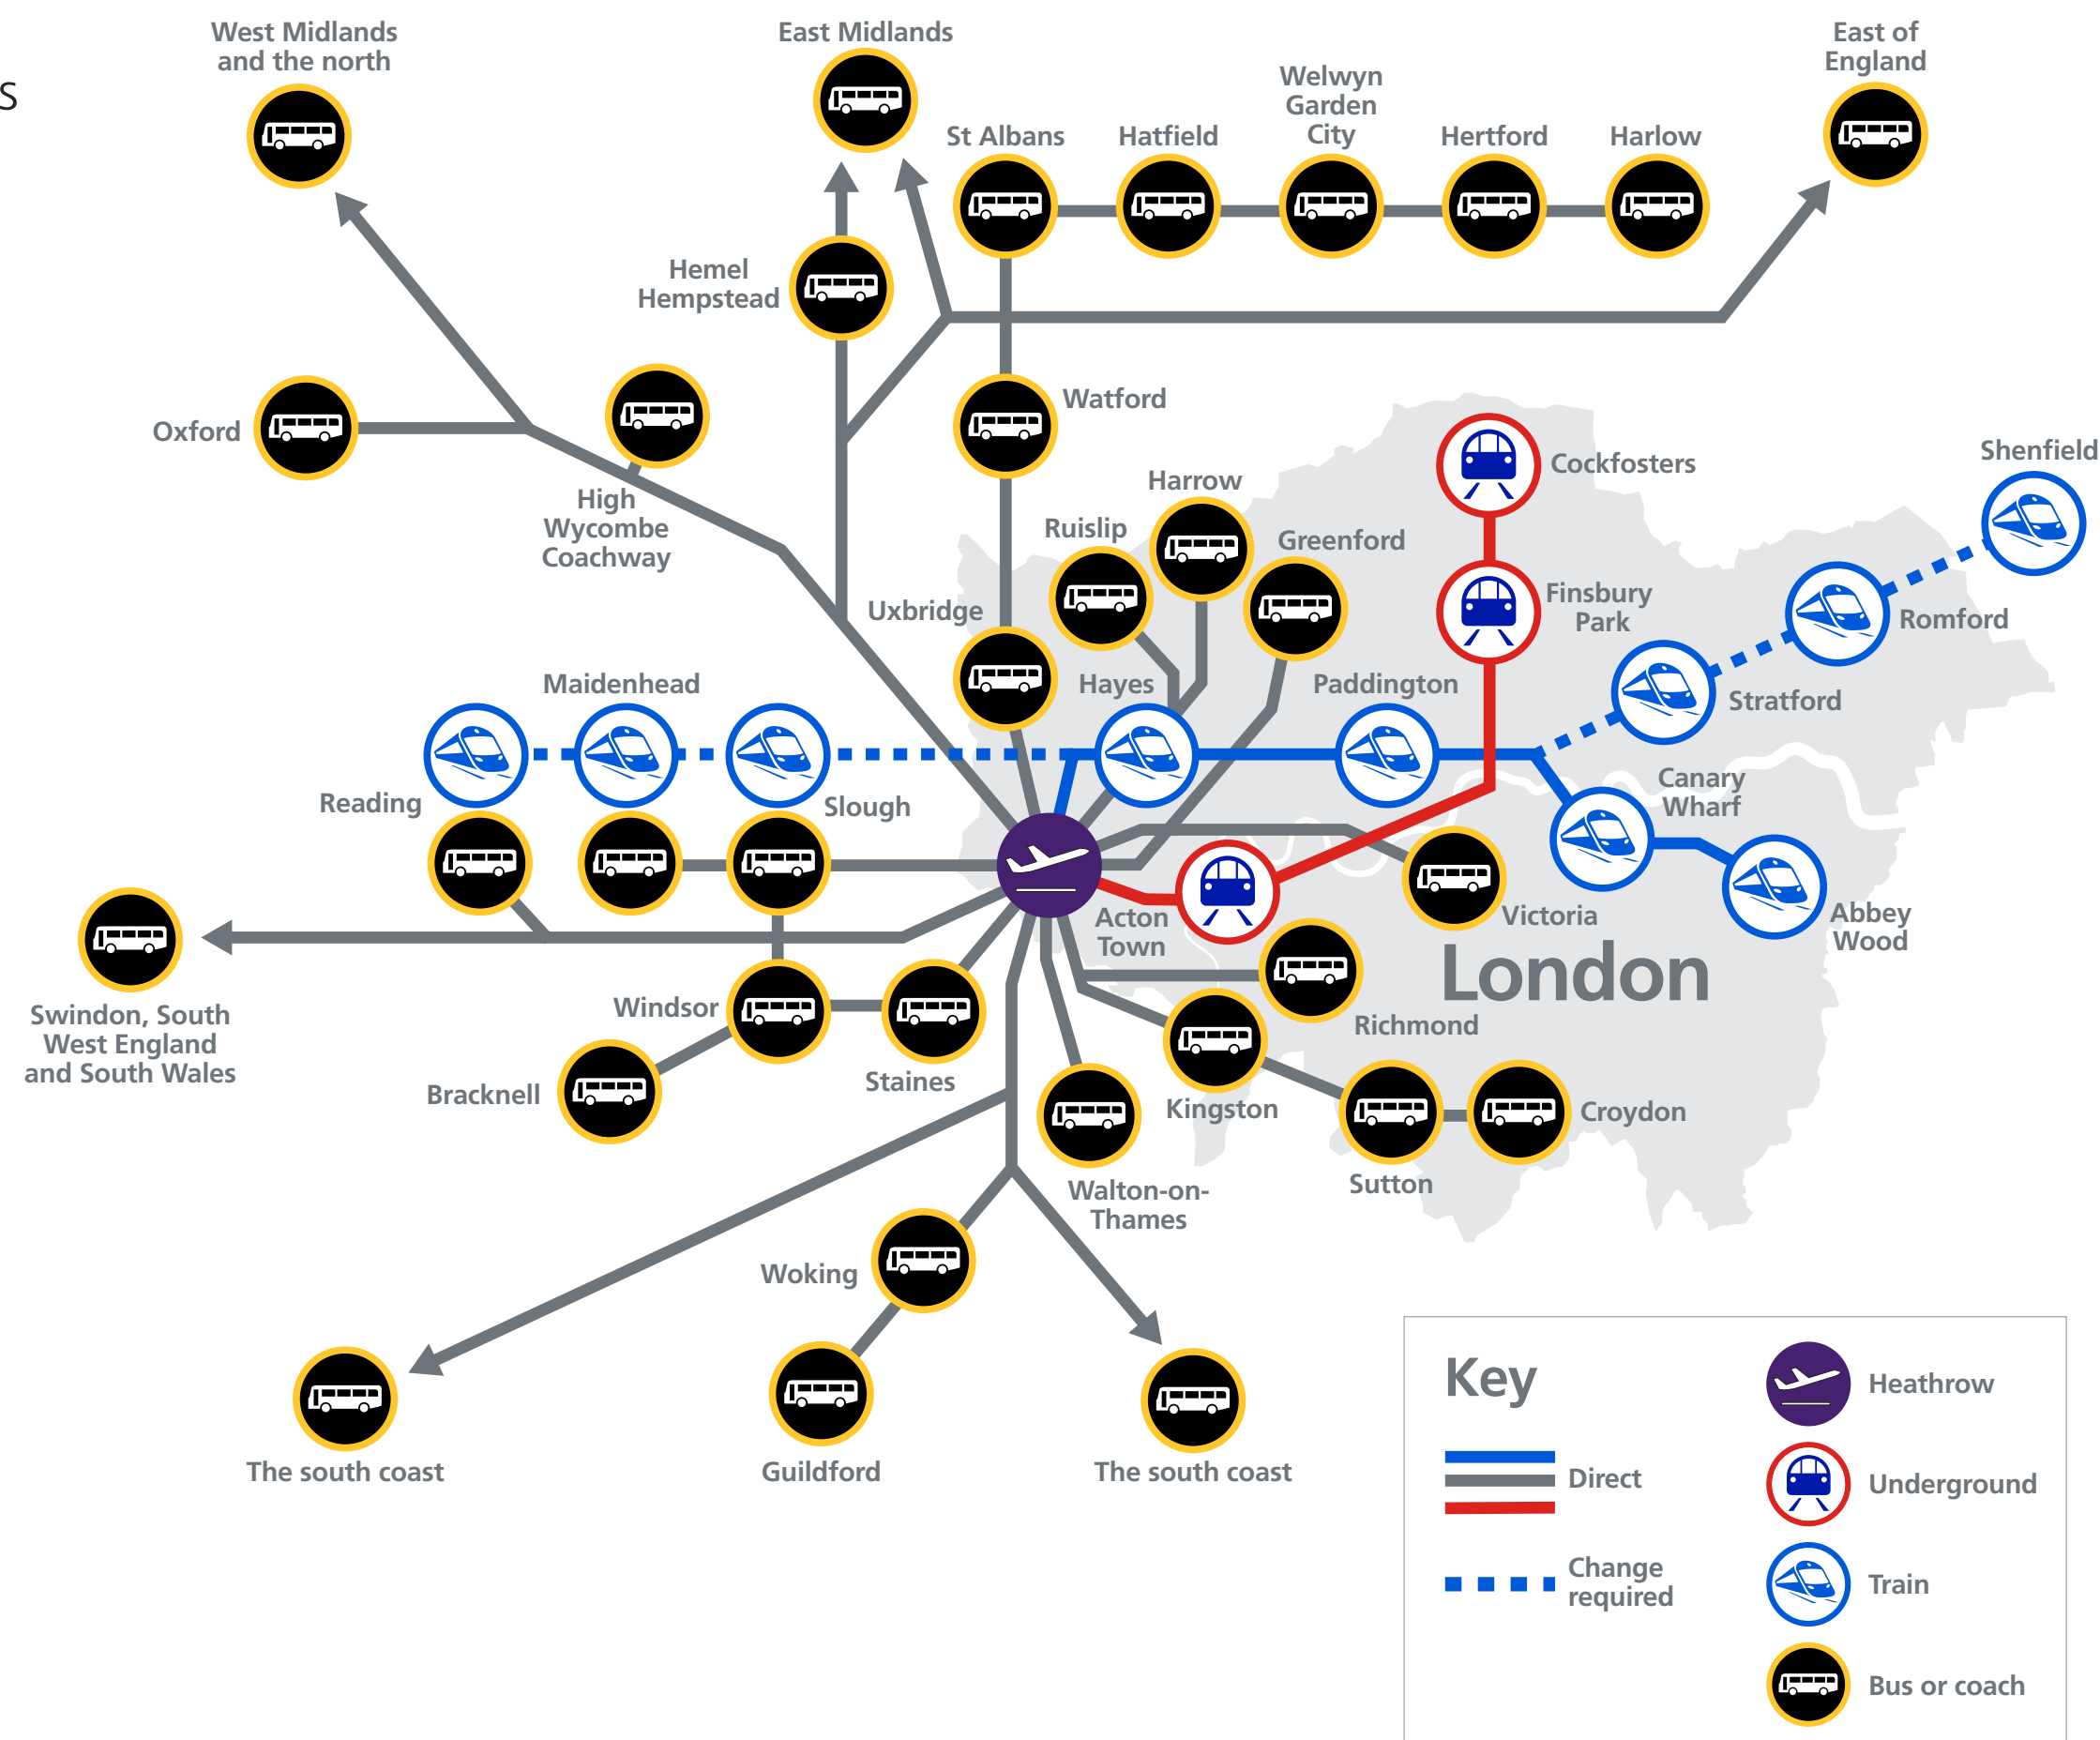 West Midlands
and the north
East Midlands
East of
England
s
Welwyn
Garden
City
St Albans
Hatfield
Hertford
Harlow
Hemel
Hempstead
Watford
Oxford
High
Wycombe
Coachway
Cockfosters
Shenfield
Harrow
Ruislip
Greenford
Uxbridge
Finsbury
Park
Romford
Maidenhead
Hayes
Paddington
Stratford
Reading
Slough
Canary
Wharf
Acton
Town
Victoria
Abbey
Wood
London
Swindon, South
West England
and South Wales
Windsor
Richmond
Bracknell
Staines
Kingston
Croydon
Walton-on-
Thames
Sutton
Woking
The south coast
Guildford
The south coast
Key
Direct
Change
required
Heathrow
Underground
Train
Bus or coach